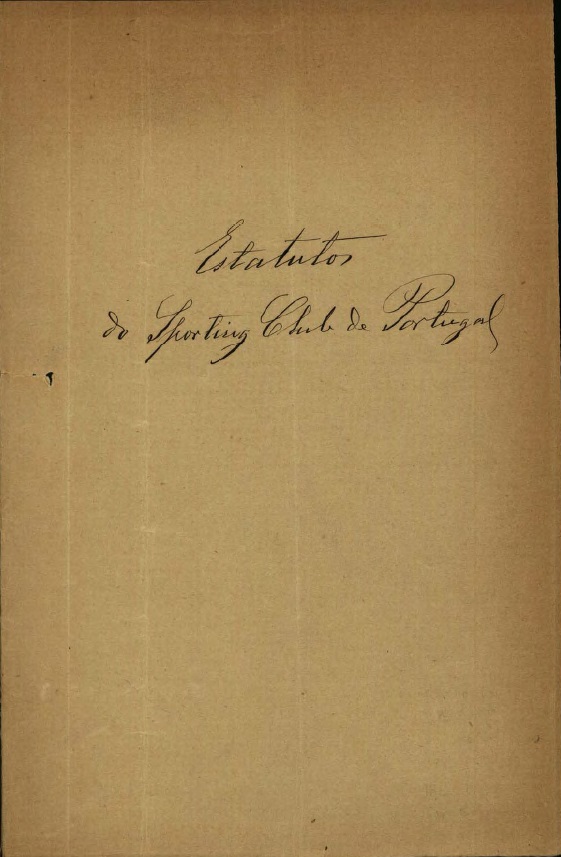 Estatutos
do Sporting Club de Portugal